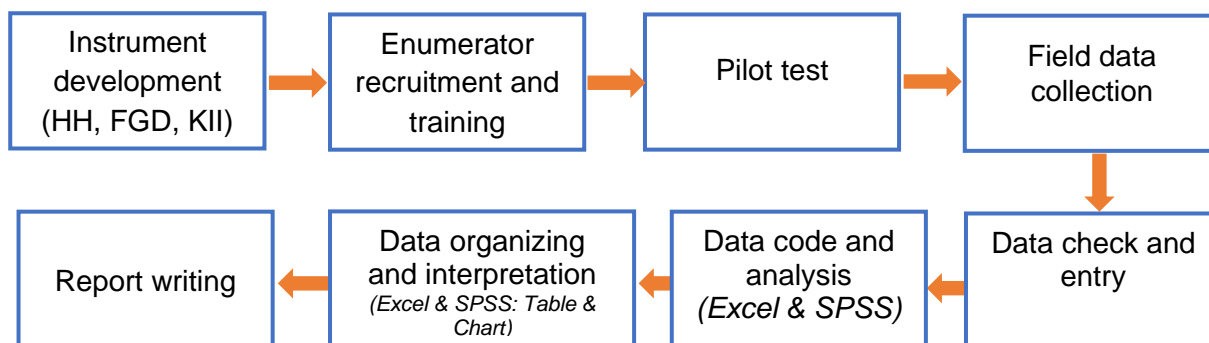 Instrument
development
(HH, FGD, KII)
Enumerator
recruitment and
training
Pilot test
Field data
collection
Data check and
entry
Data code and
analysis
(Excel & SPSS)
Data organizing
and interpretation
(Excel & SPSS: Table &
Chart)
Report writing